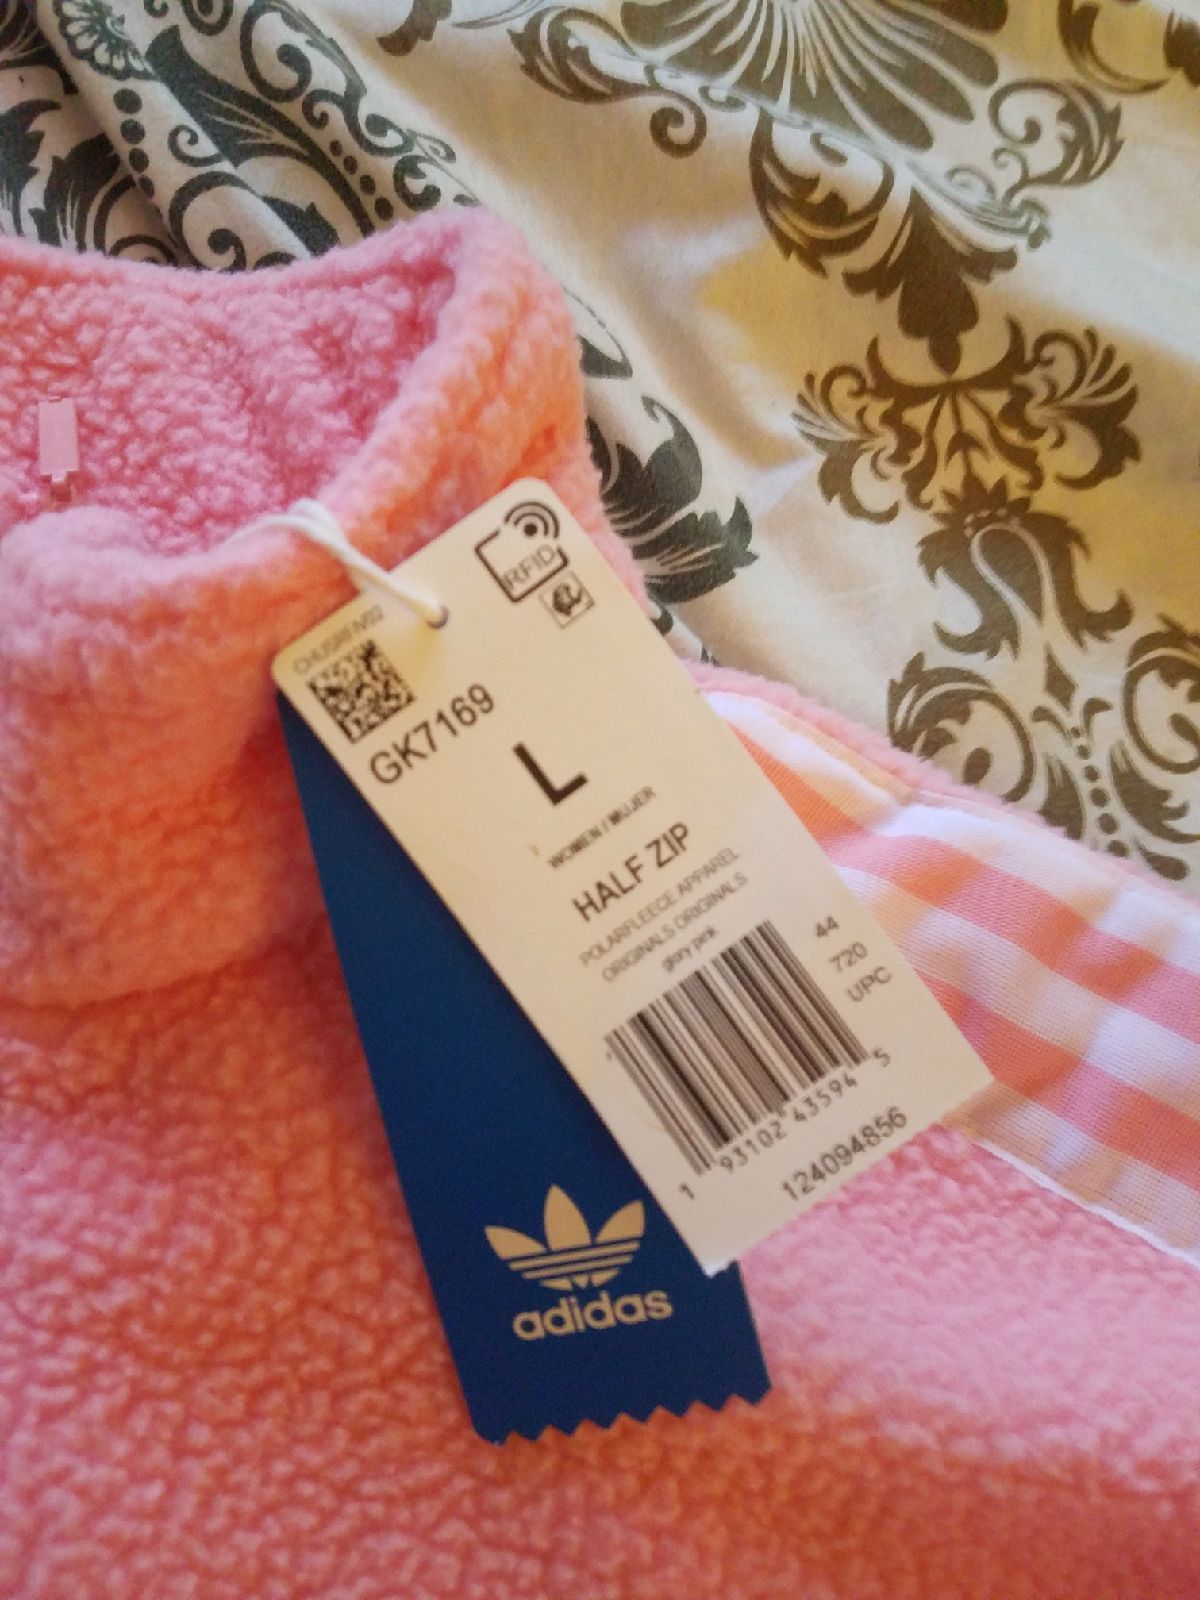 RFID
CHUSRFIV02
GK7169
L
WOMEN / MUJER
HALF ZIP
POLARFLEECE APPAREL
ORIGINALS ORIGINALS
glory pink
44
720
UPC
1 93102 43594 5
124094856
adidas